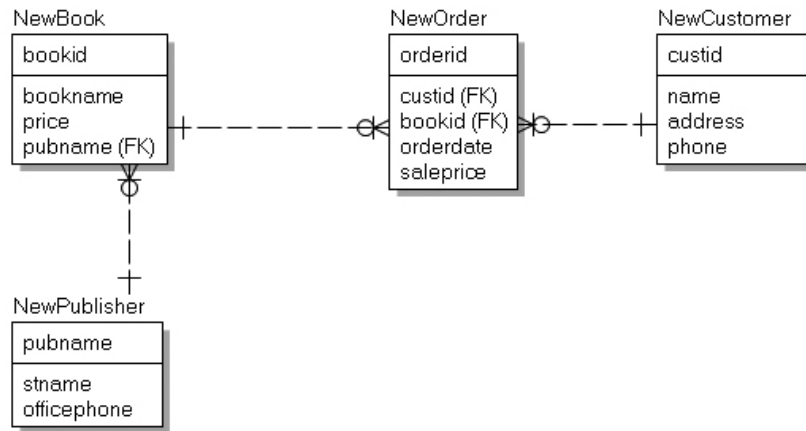 NewBook
bookid
bookname
price
pubname (FK)
NewOrder
orderid
custid (FK)
bookid (FK)
orderdate
saleprice
NewCustomer
custid
name
address
phone
NewPublisher
pubname
stname
officephone